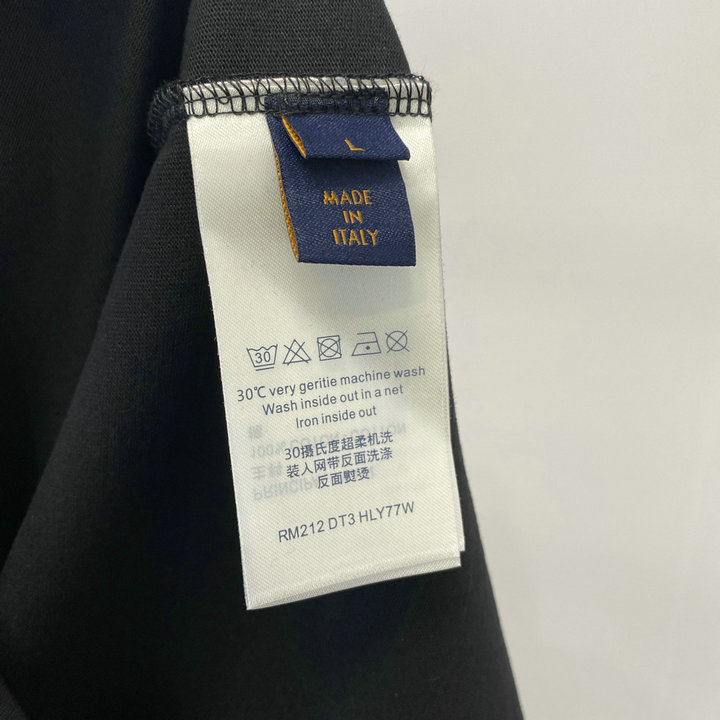 L
MADE
IN
ITALY
30
30℃ very geritie machine wash
Wash inside out in a net
Iron inside out
30摄氏度超柔机洗
装人网带反面洗涤
反面熨烫
RM212 DT3 HLY77W